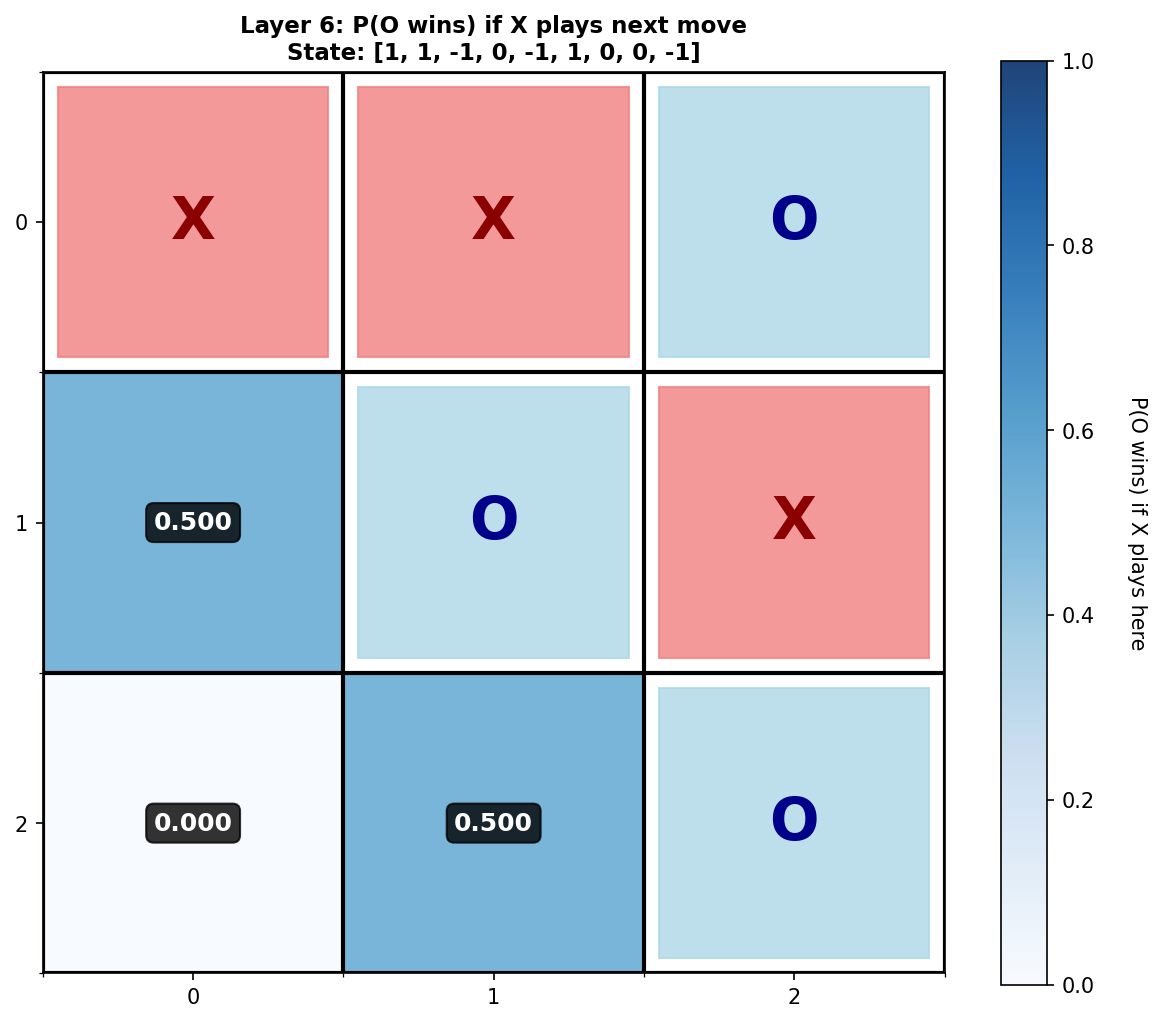 Layer 6: P(O wins) if X plays next move
State: [1, 1, -1, 0, -1, 1, 0, 0, -1]
0
X
X
O
1
0.500
O
X
2
0.000
0.500
O
0
1
2
1.0
0.8
0.6
0.4
0.2
0.0
P(O wins) if X plays here